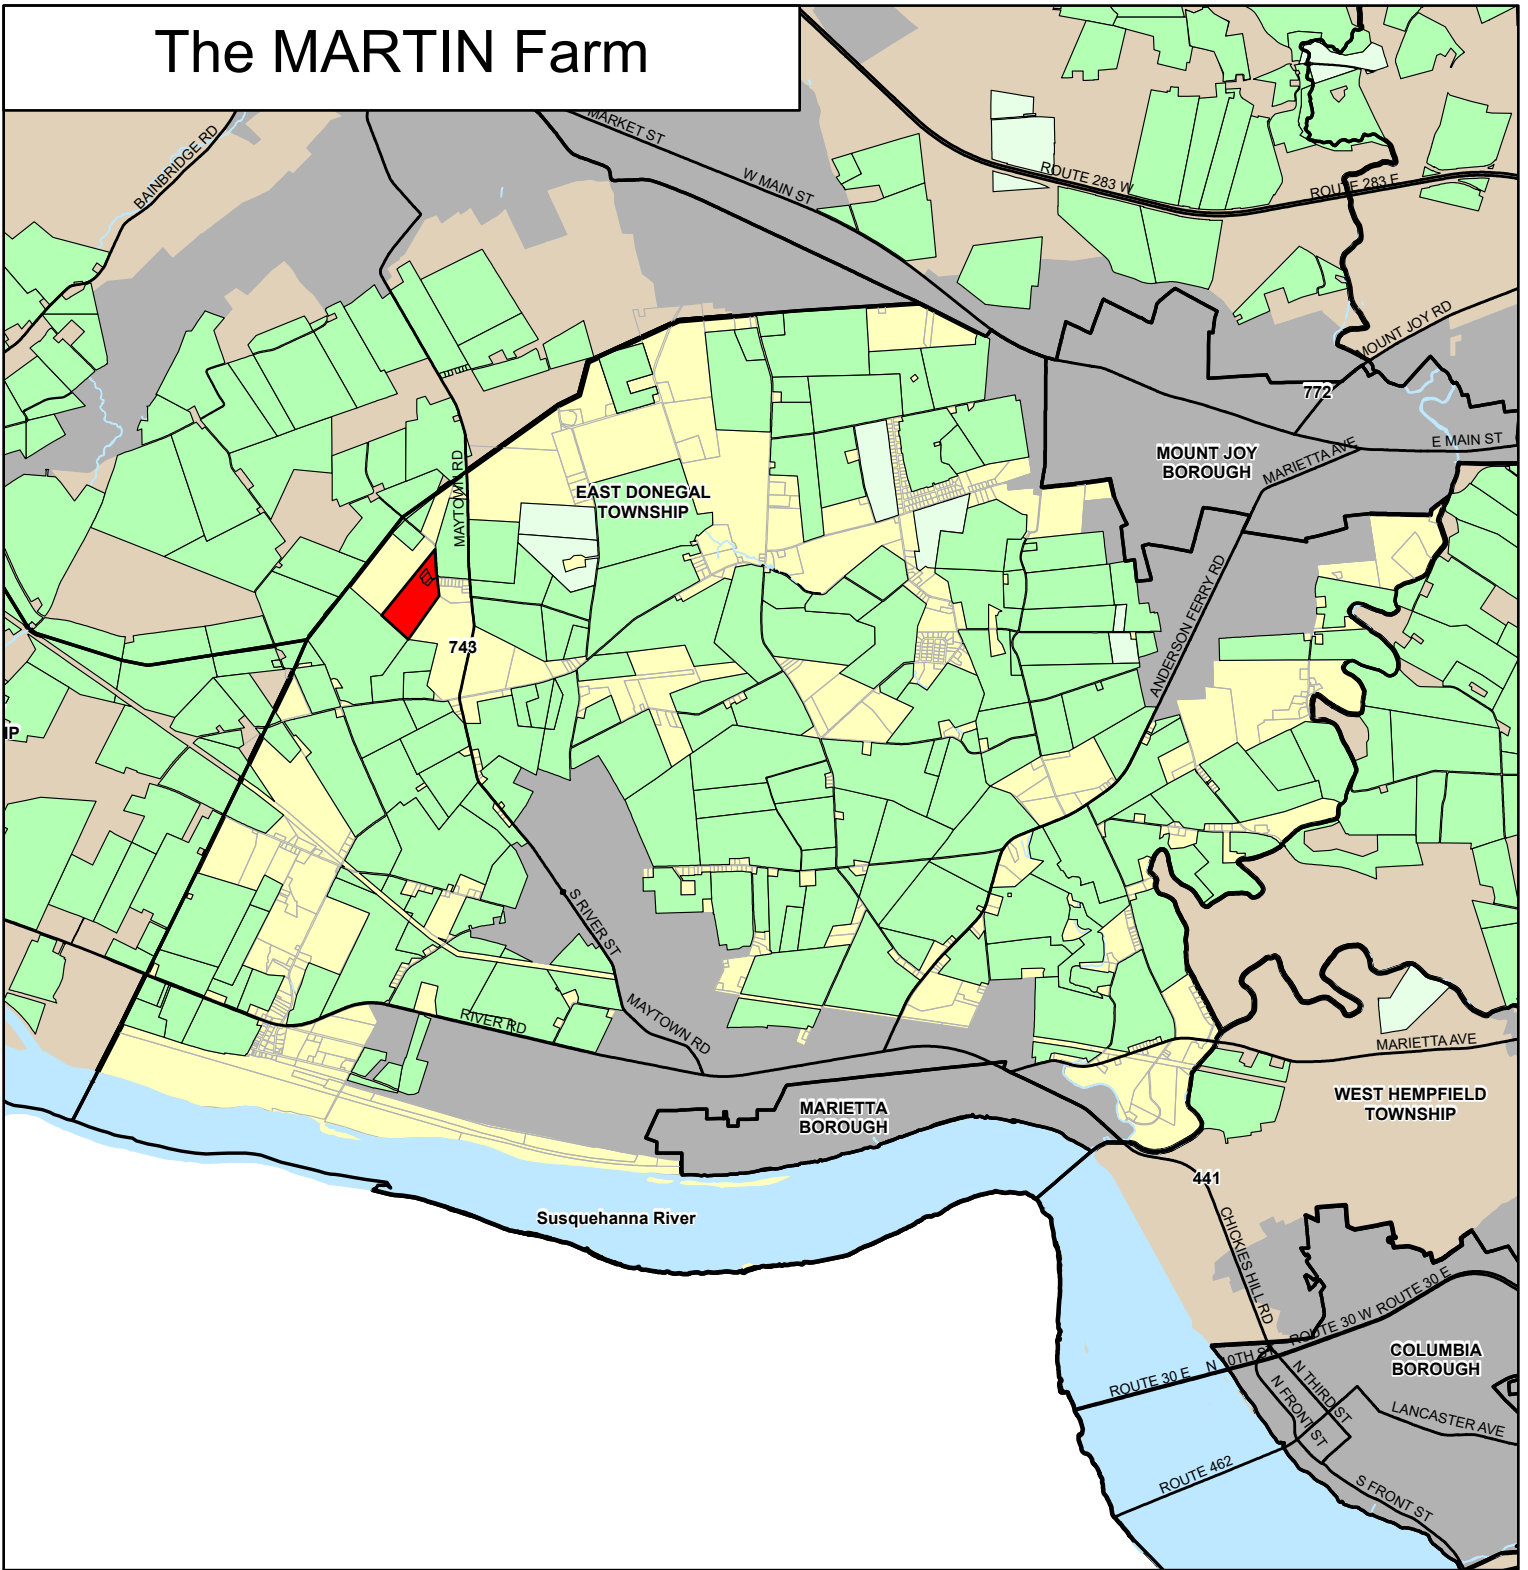 The MARTIN Farm
MARKET ST
BAINBRIDGE RD
W MAIN ST
ROUTE 283 W
ROUTE 283 E
MOUNT JOY RD
772
E MAIN ST
MARIETTA AVE
MOUNT JOY
BOROUGH
MAYTOWN RD
EAST DONEGAL
TOWNSHIP
ANDERSON FERRY RD
743
IP
S RIVER ST
RIVER RD
MAYTOWN RD
MARIETTA AVE
MARIETTA
BOROUGH
WEST HEMPFIELD
TOWNSHIP
441
Susquehanna River
CHICKIES HILL RD
ROUTE 30 W
ROUTE 30 E
COLUMBIA
BOROUGH
ROUTE 30 E
N 10TH ST
N THIRD ST
N FRONT ST
LANCASTER AVE
ROUTE 462
S FRONT ST